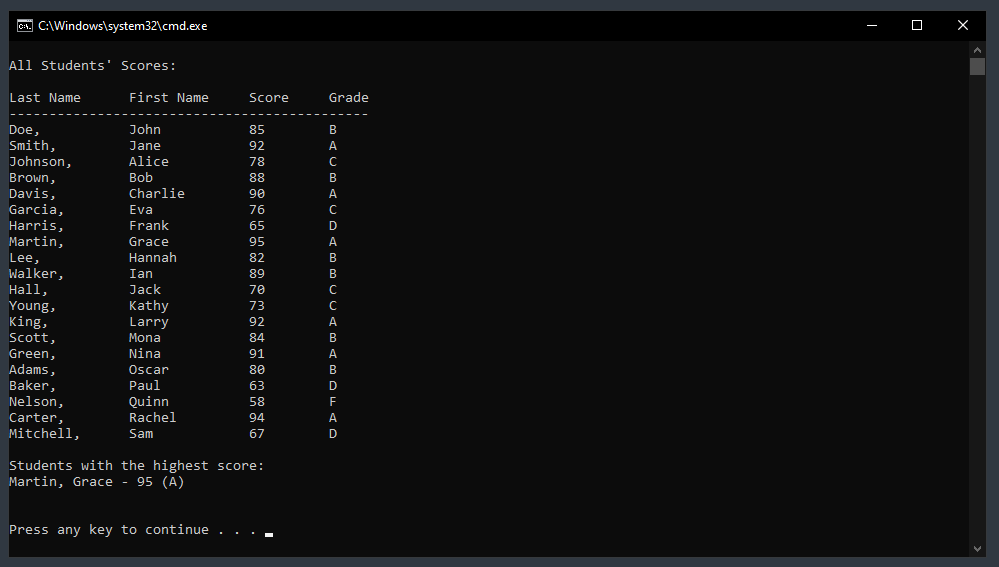 C:\Windows\system32\cmd.exe
All Students' Scores:
Last Name      First Name     Score     Grade
---------------------------------------------
Doe,           John           85        B
Smith,         Jane           92        A
Johnson,       Alice          78        C
Brown,         Bob            88        B
Davis,         Charlie        90        A
Garcia,        Eva            76        C
Harris,        Frank          65        D
Martin,        Grace          95        A
Lee,           Hannah         82        B
Walker,        Ian            89        B
Hall,          Jack           70        C
Young,         Kathy          73        C
King,          Larry          92        A
Scott,         Mona           84        B
Green,         Nina           91        A
Adams,         Oscar          80        B
Baker,         Paul           63        D
Nelson,        Quinn          58        F
Carter,        Rachel         94        A
Mitchell,      Sam            67        D
Students with the highest score:
Martin, Grace - 95 (A)
Press any key to continue . . .